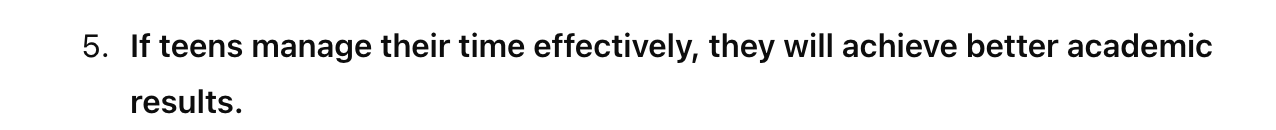 5. If teens manage their time effectively, they will achieve better academic
results.